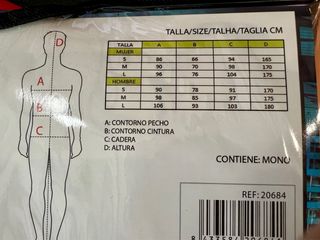 TALLA/SIZE/TALHA/TAGLIA CM
TALLA A B C D
MUJER
S 86 66 94 165
M 90 70 98 170
L 96 76 104 175
HOMBRE
S 90 78 91 170
M 98 85 97 175
L 106 93 103 180
D
A
B
C
A: CONTORNO PECHO
B: CONTORNO CINTURA
C: CADERA
D: ALTURA
CONTIENE: MONO
REF: 20684